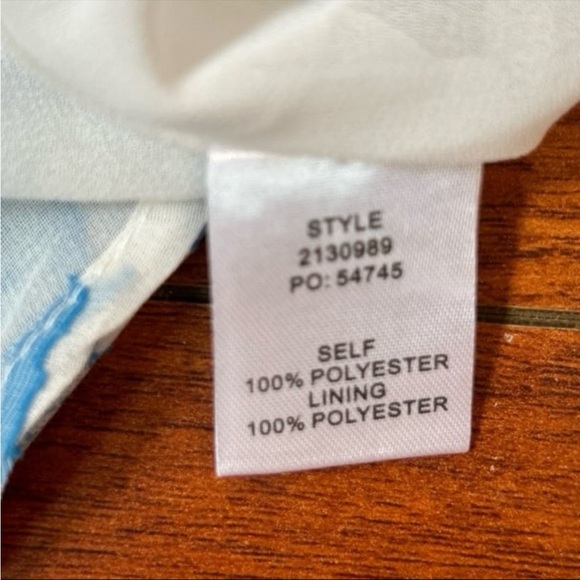 STYLE
2130989
PO: 54745
SELF
100% POLYESTER
LINING
100% POLYESTER